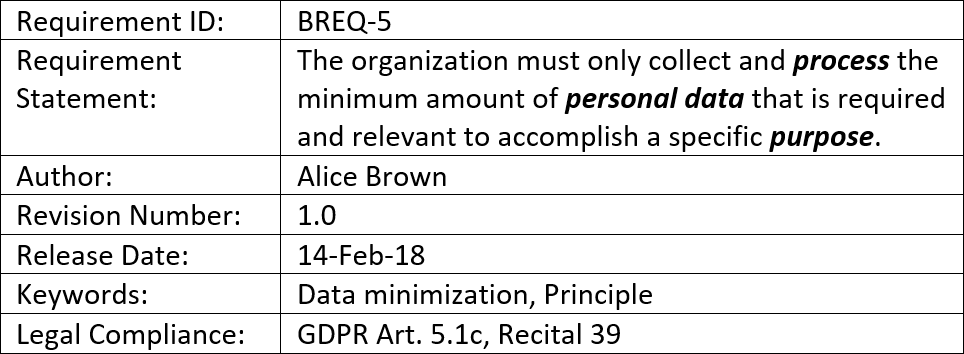 Requirement ID: BREQ-5
Requirement Statement: The organization must only collect and process the
minimum amount of personal data that is required
and relevant to accomplish a specific purpose.
Author: Alice Brown
Revision Number: 1.0
Release Date: 14-Feb-18
Keywords: Data minimization, Principle
Legal Compliance: GDPR Art. 5.1c, Recital 39